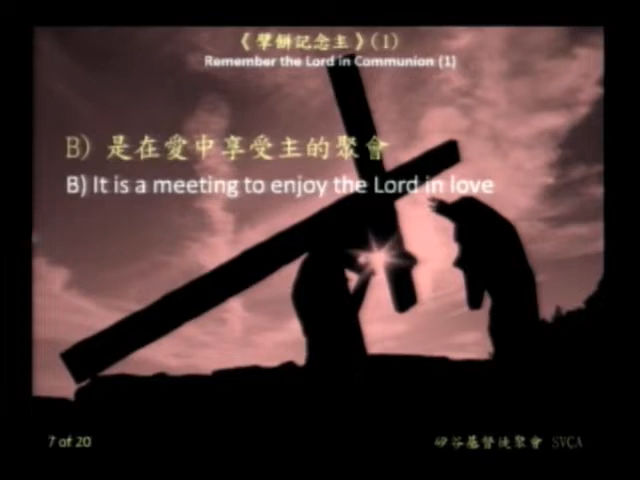 《擘餅記念主》(1)
Remember the Lord in Communion (1)
B) 是在愛中享受主的聚會
B) It is a meeting to enjoy the Lord in love
7 of 20
矽谷基督徒聚會 SVCA